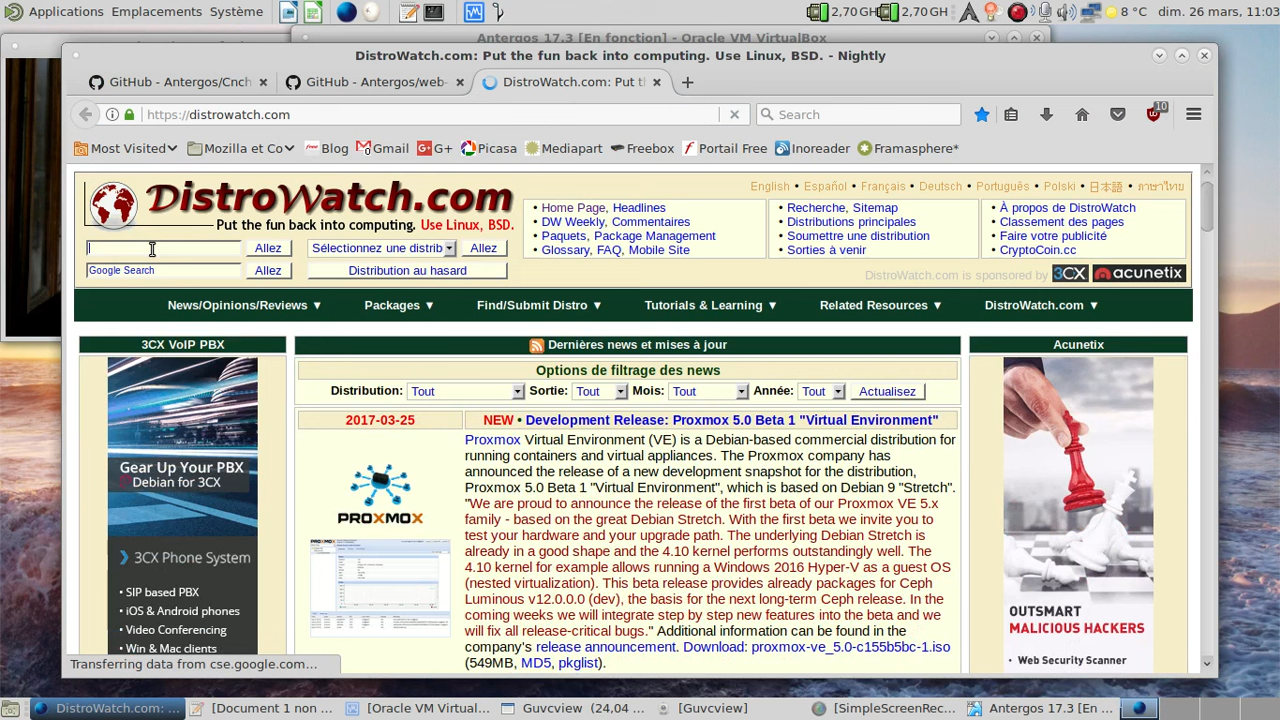 Applications Emplacements Système 2,70 GH 2,70 GH 8 °C dim. 26 mars, 11:03
Antergos 17.3 [En fonction] - Oracle VM VirtualBox
DistroWatch.com: Put the fun back into computing. Use Linux, BSD. - Nightly
GitHub - Antergos/Cnch GitHub - Antergos/web- DistroWatch.com: Put t
https://distrowatch.com Search 10
Most Visited Mozilla et Co Blog Gmail G+ Picasa Mediapart Freebox Portail Free Inoreader Framasphere*
English • Español • Français • Deutsch • Português • Polski • 日本語 • ภาษาไทย
DistroWatch.com
Put the fun back into computing. Use Linux, BSD.
• Home Page, Headlines
• DW Weekly, Commentaires
• Paquets, Package Management
• Glossary, FAQ, Mobile Site
• Recherche, Sitemap
• Distributions principales
• Soumettre une distribution
• Sorties à venir
• À propos de DistroWatch
• Classement des pages
• Faire votre publicité
• CryptoCoin.cc
Allez Sélectionnez une distrib Allez
Google Search Allez Distribution au hasard
DistroWatch.com is sponsored by 3CX acunetix
News/Opinions/Reviews ▼ Packages ▼ Find/Submit Distro ▼ Tutorials & Learning ▼ Related Resources ▼ DistroWatch.com ▼
3CX VoIP PBX
Gear Up Your PBX
Debian for 3CX
3CX Phone System
• SIP based PBX
• iOS & Android phones
• Video Conferencing
• Win & Mac clients
Dernières news et mises à jour
Options de filtrage des news
Distribution: Tout Sortie: Tout Mois: Tout Année: Tout Actualisez
2017-03-25 NEW • Development Release: Proxmox 5.0 Beta 1 "Virtual Environment"
PROXMOX
Proxmox Virtual Environment (VE) is a Debian-based commercial distribution for
running containers and virtual appliances. The Proxmox company has
announced the release of a new development snapshot for the distribution,
Proxmox 5.0 Beta 1 "Virtual Environment", which is based on Debian 9 "Stretch".
"We are proud to announce the release of the first beta of our Proxmox VE 5.x
family - based on the great Debian Stretch. With the first beta we invite you to
test your hardware and your upgrade path. The underlying Debian Stretch is
already in a good shape and the 4.10 kernel performs outstandingly well. The
4.10 kernel for example allows running a Windows 2016 Hyper-V as a guest OS
(nested virtualization). This beta release provides already packages for Ceph
Luminous v12.0.0.0 (dev), the basis for the next long-term Ceph release. In the
coming weeks we will integrate step by step new features into the beta and we
will fix all release-critical bugs." Additional information can be found in the
company's release announcement. Download: proxmox-ve_5.0-c155b5bc-1.iso
(549MB, MD5, pkglist).
Acunetix
OUTSMART
MALICIOUS HACKERS
• Web Security Scanner
Transferring data from cse.google.com…
DistroWatch.com: … [Document 1 non … [Oracle VM Virtual… Guvcview (24,04 … [Guvcview] [SimpleScreenRec… Antergos 17.3 [En …